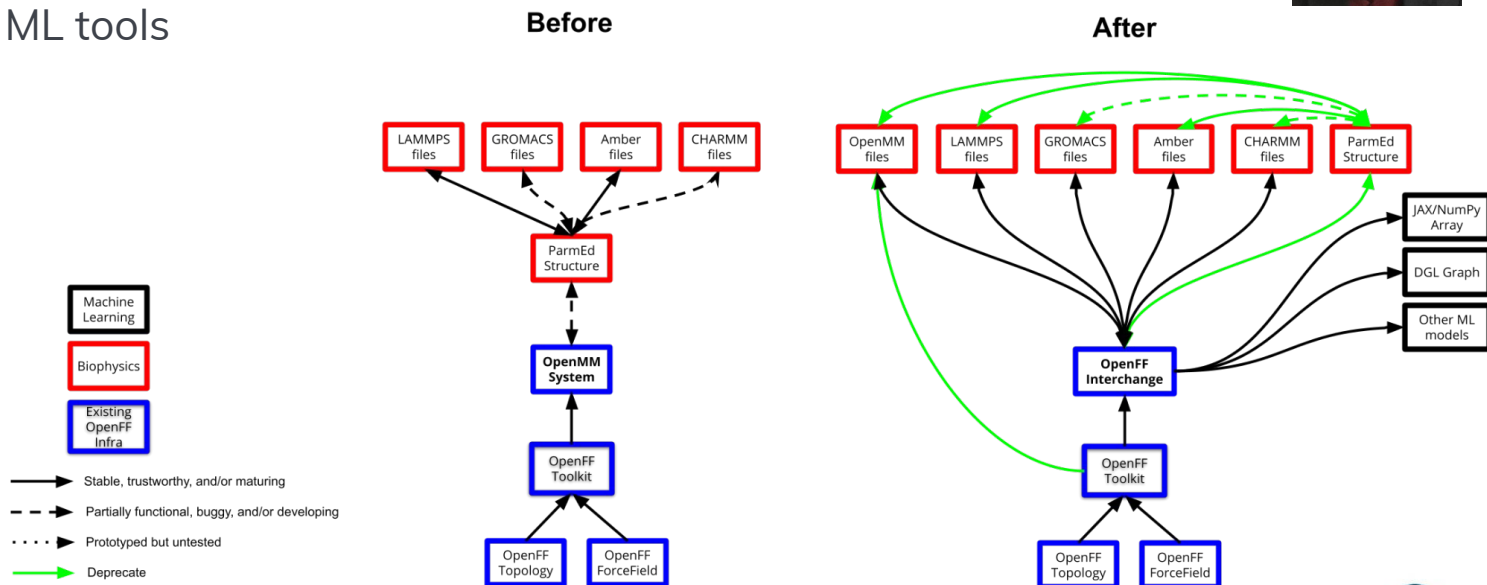 ML tools
Before
After
LAMMPS
files
GROMACS
files
Amber
files
CHARMM
files
ParmEd
Structure
OpenMM
System
OpenFF
Toolkit
OpenFF
Topology
OpenFF
ForceField
OpenMM
files
LAMMPS
files
GROMACS
files
Amber
files
CHARMM
files
ParmEd
Structure
JAX/NumPy
Array
DGL Graph
Other ML
models
OpenFF
Interchange
OpenFF
Toolkit
OpenFF
Topology
OpenFF
ForceField
Machine
Learning
Biophysics
Existing
OpenFF
Infra
Stable, trustworthy, and/or maturing
Partially functional, buggy, and/or developing
Prototyped but untested
Deprecate